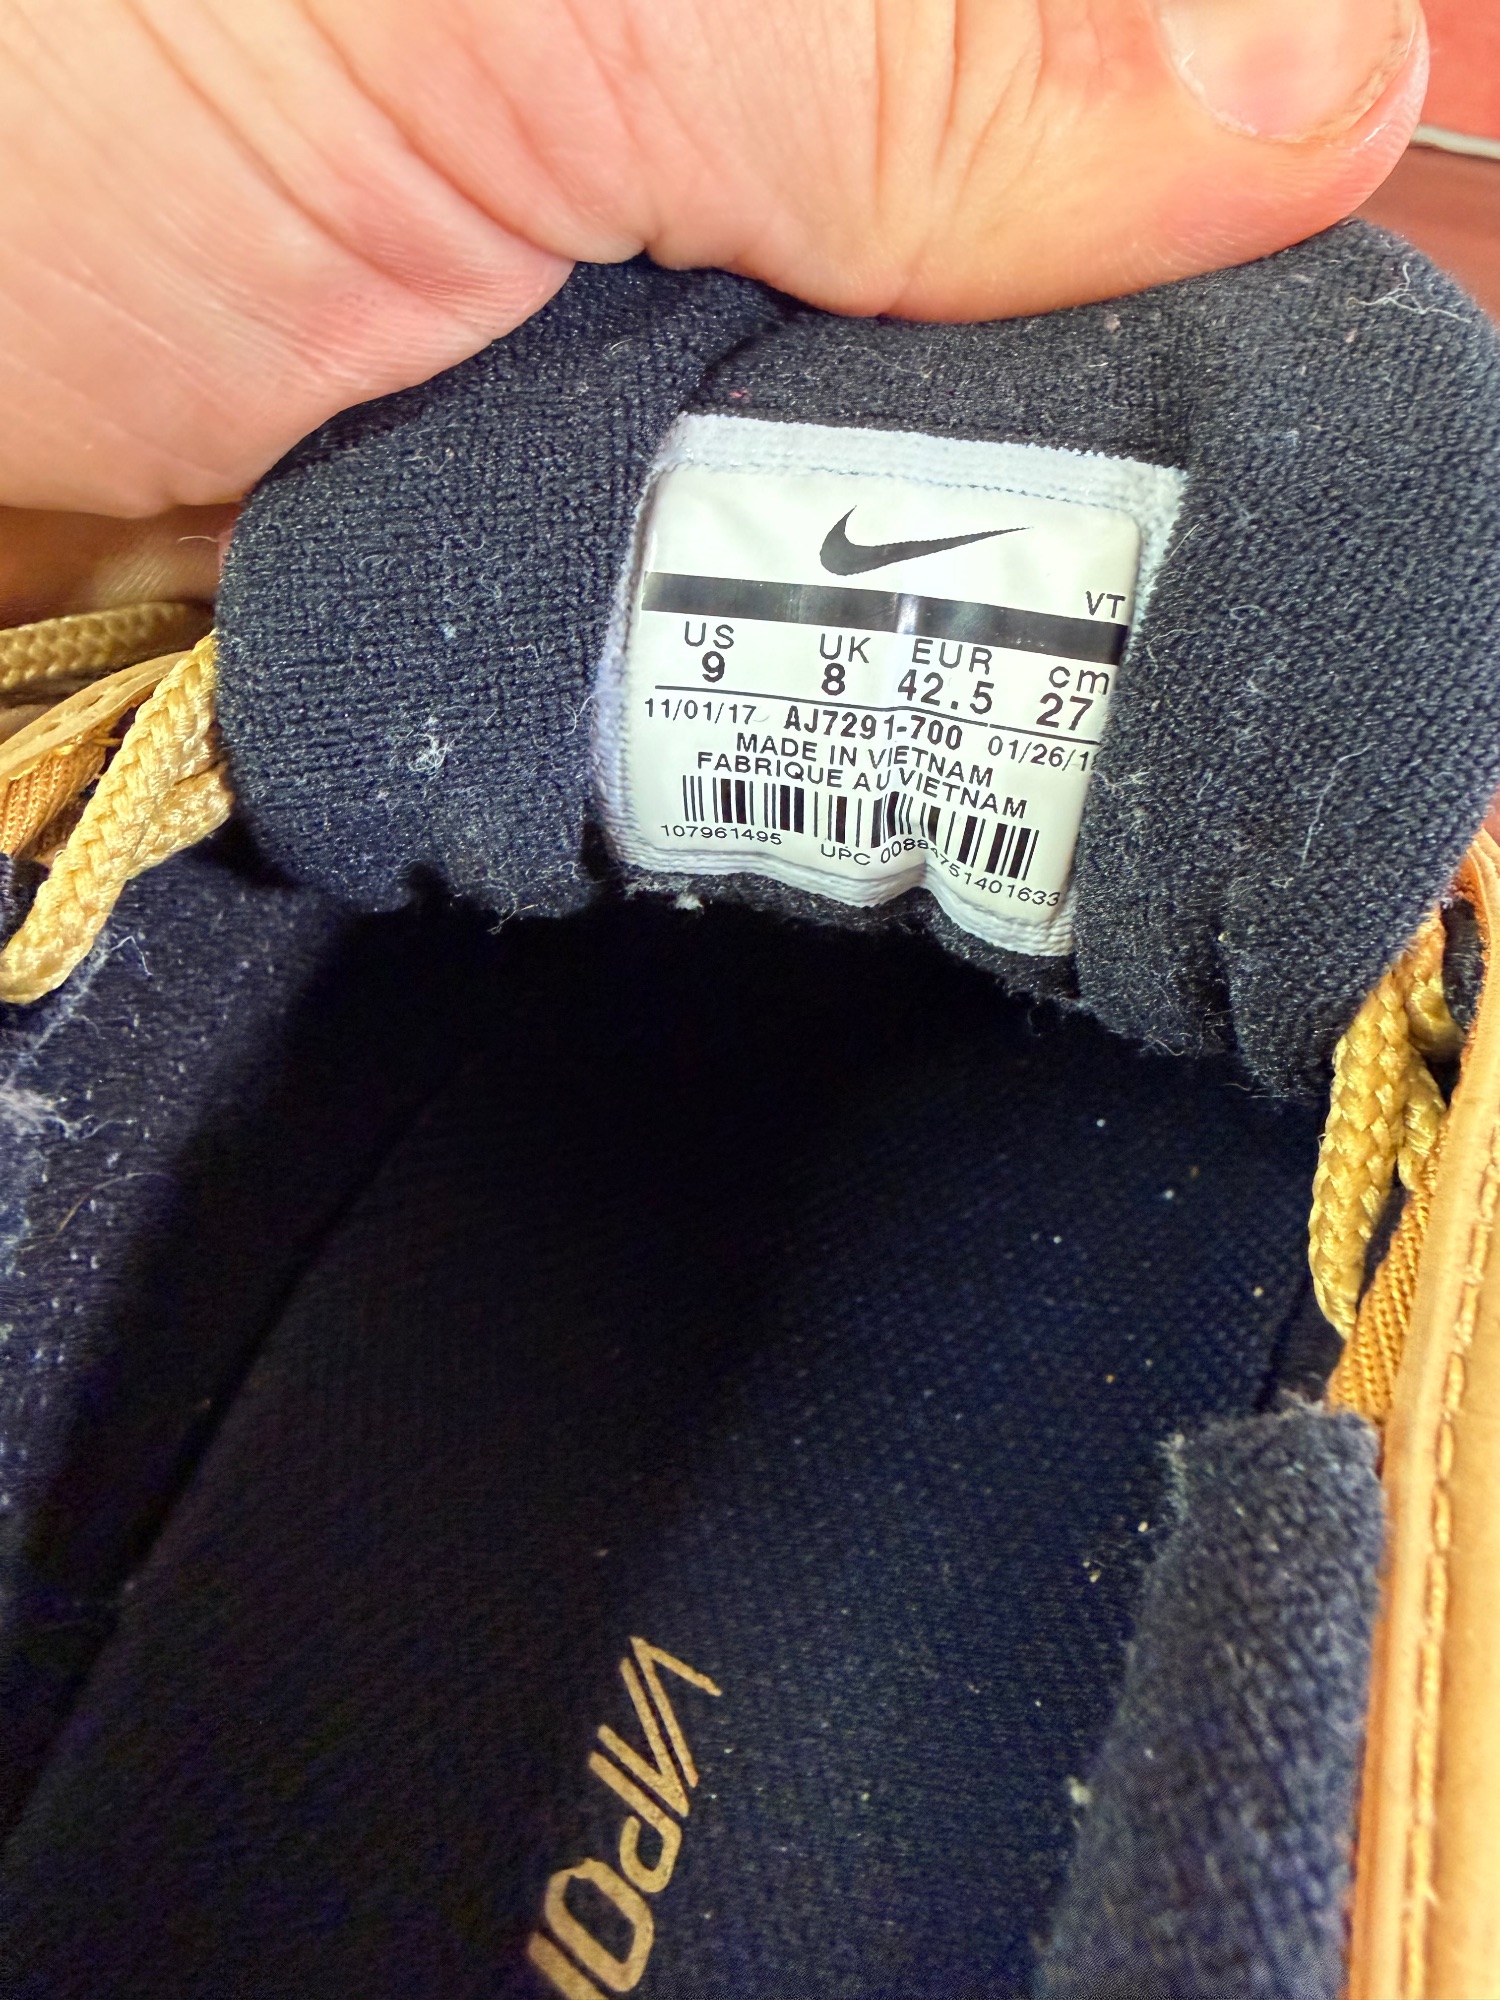 VT
US UK EUR cm
9 8 42.5 27
11/01/17 AJ7291-700 01/26/1
MADE IN VIETNAM
FABRIQUE AU VIETNAM
107961495 UPC
VAPOR